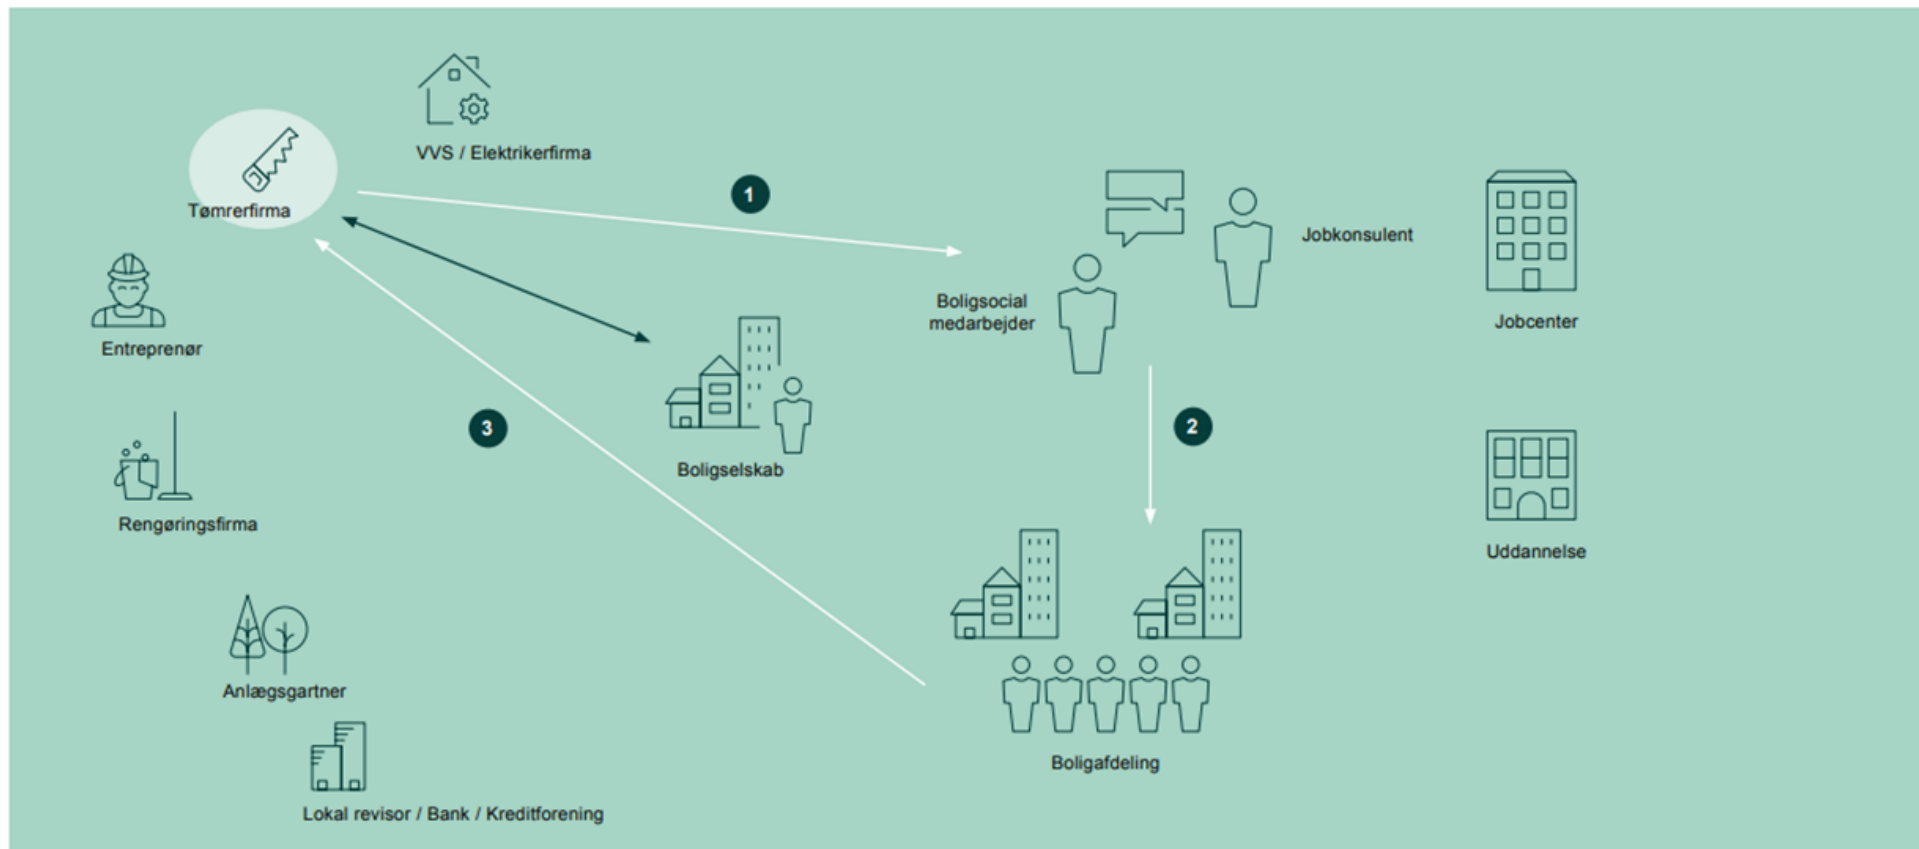 VVS / Elektrikerfirma
Tømrerfirma
1
Jobkonsulent
Boligsocial
medarbejder
Jobcenter
Entreprenør
3
2
Boligselskab
Rengøringsfirma
Uddannelse
Anlægsgartner
Boligafdeling
Lokal revisor / Bank / Kreditforening